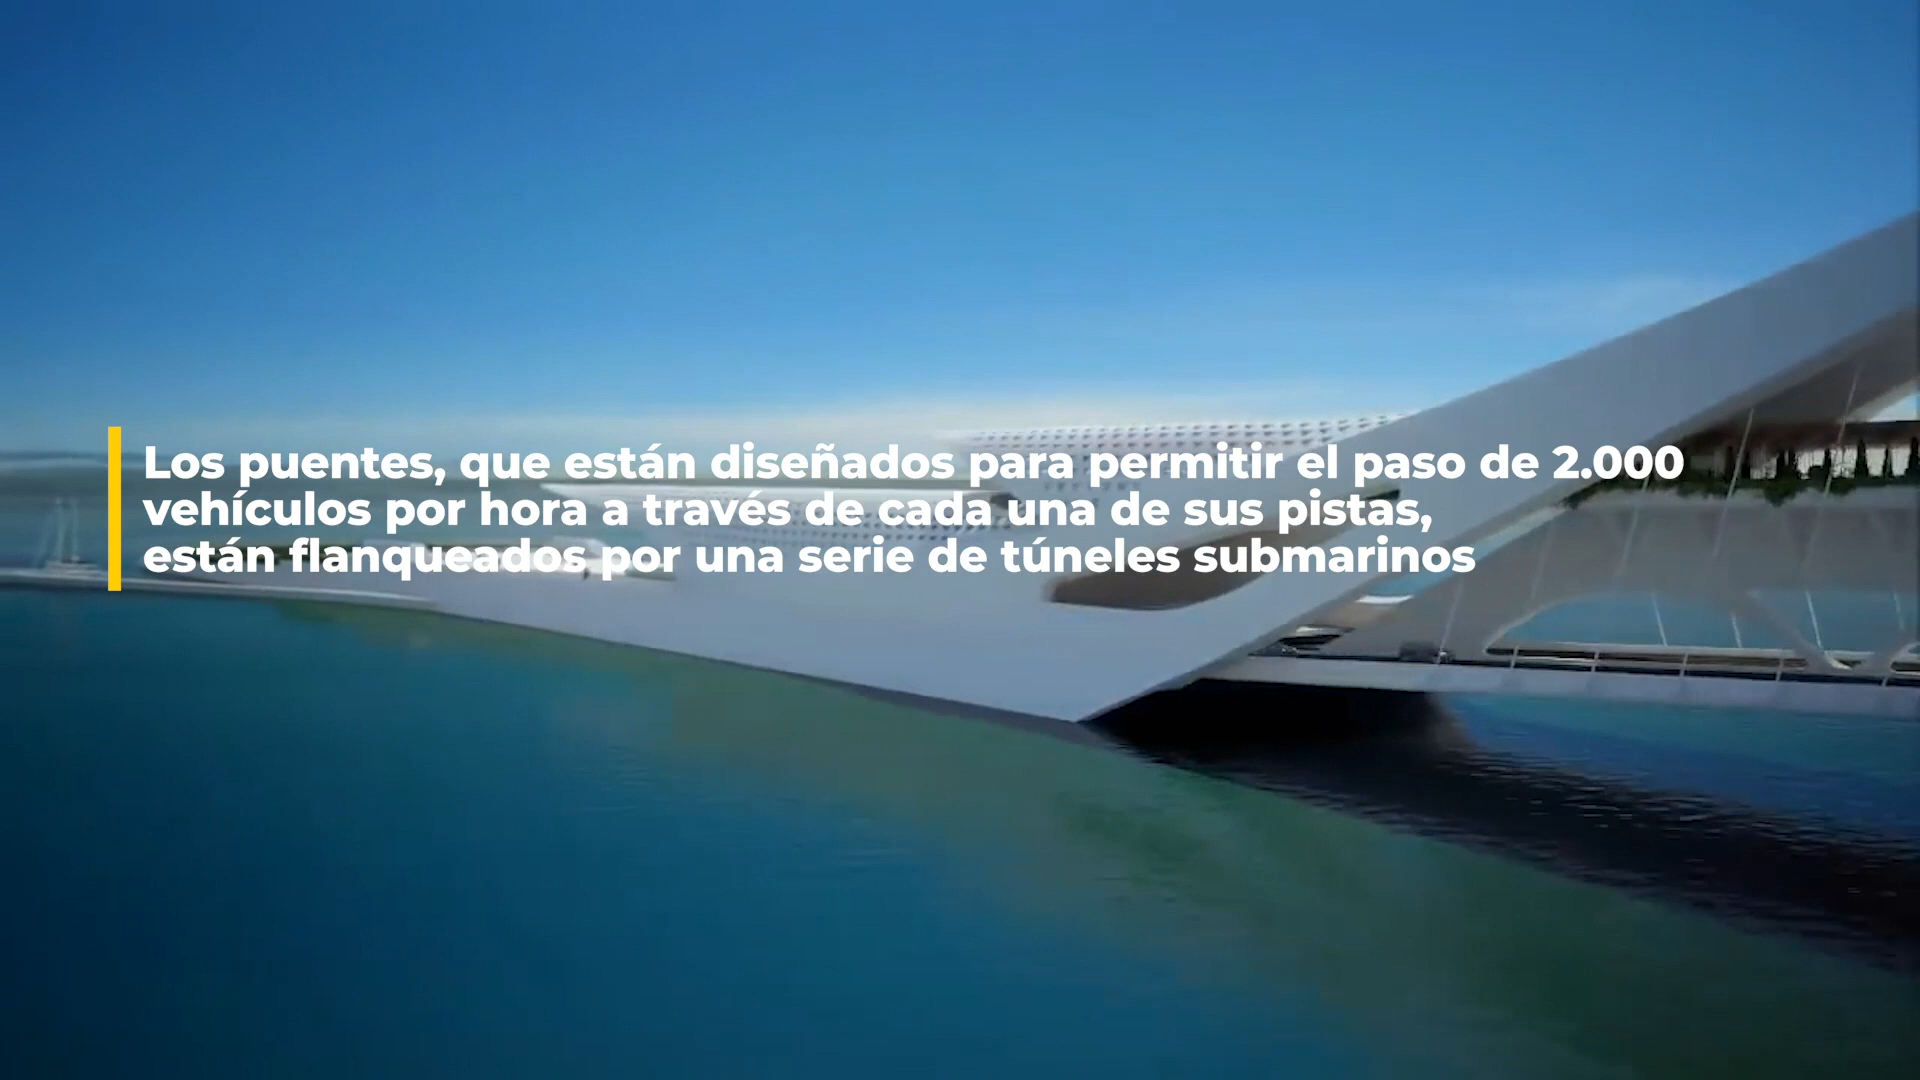 Los puentes, que están diseñados para permitir el paso de 2.000
vehículos por hora a través de cada una de sus pistas,
están flanqueados por una serie de túneles submarinos